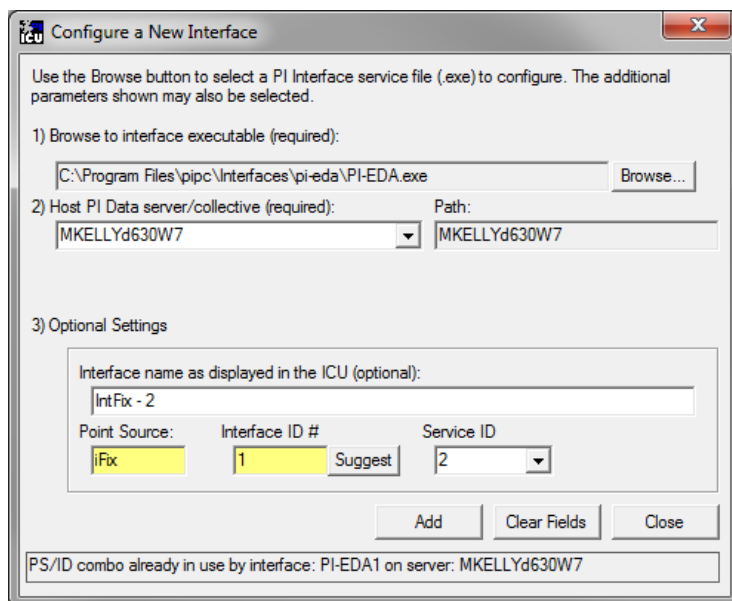 ICU
Configure a New Interface
Use the Browse button to select a PI Interface service file (.exe) to configure. The additional
parameters shown may also be selected.
1) Browse to interface executable (required):
C:\Program Files\pipc\Interfaces\pi-eda\PI-EDA.exe
Browse...
2) Host PI Data server/collective (required):
Path:
MKELLYd630W7
MKELLYd630W7
3) Optional Settings
Interface name as displayed in the ICU (optional):
IntFix - 2
Point Source:
Interface ID #
Service ID
iFix
1
Suggest
2
Add
Clear Fields
Close
PS/ID combo already in use by interface: PI-EDA1 on server: MKELLYd630W7